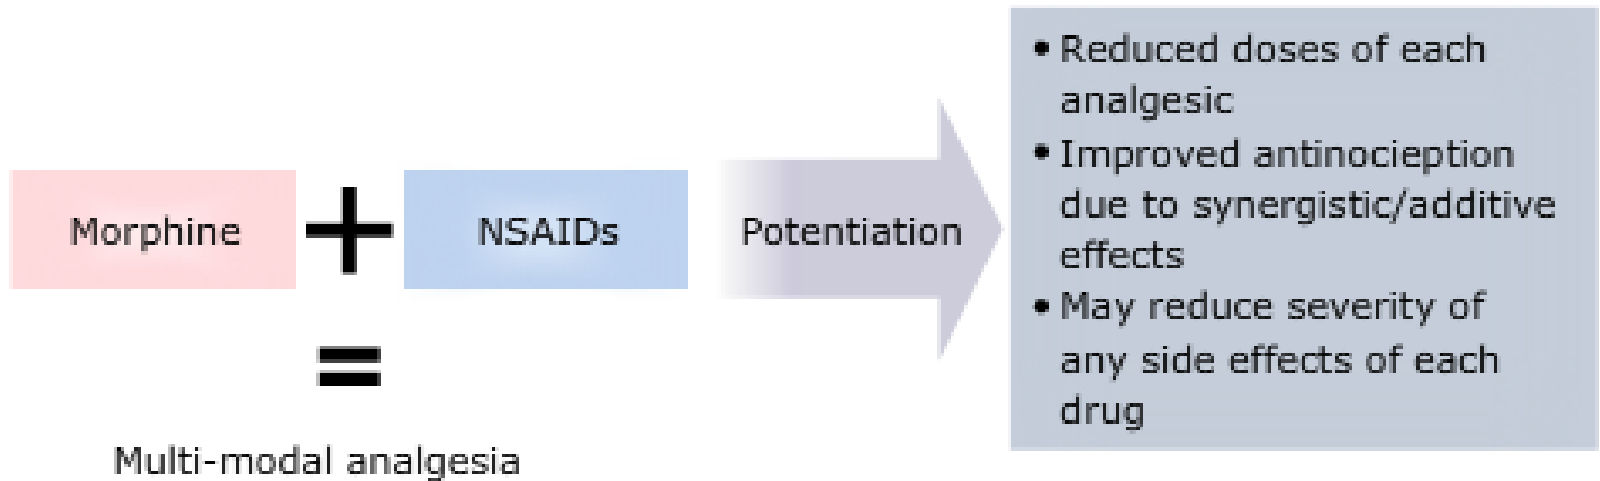 Morphine + NSAIDs
=
Multi-modal analgesia
Potentiation
• Reduced doses of each
analgesic
• Improved antinocieption
due to synergistic/additive
effects
• May reduce severity of
any side effects of each
drug